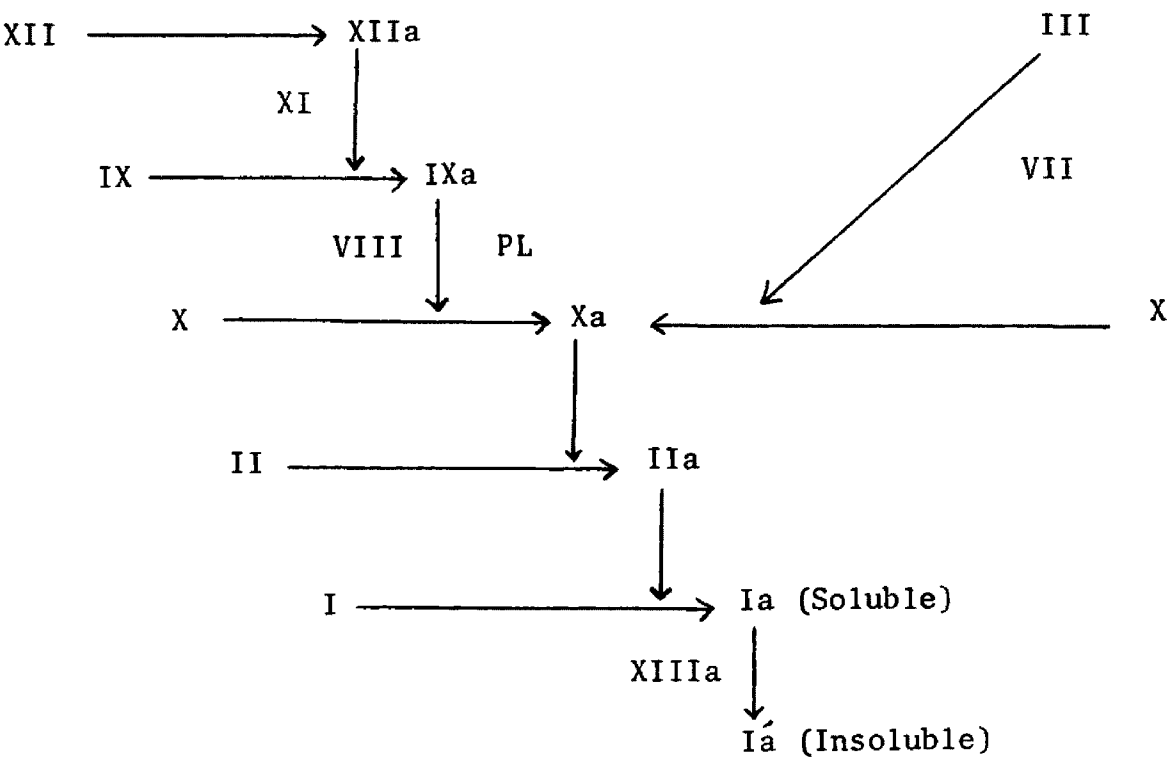 XII XIIa III
XI
IX IXa VII
VIII PL
X Xa X
II IIa
I Ia (Soluble)
XIIIa
Iá (Insoluble)